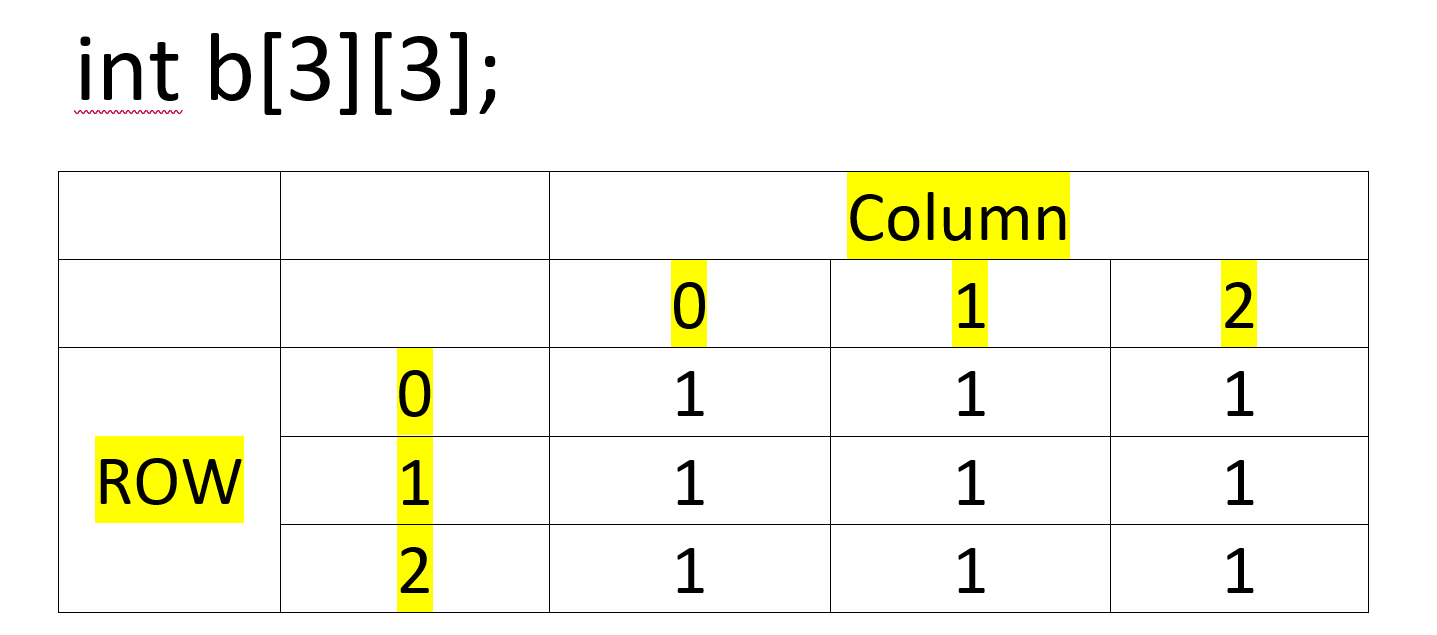 int b[3][3];
Column
0 1 2
0 1 1 1
ROW 1 1 1 1
2 1 1 1